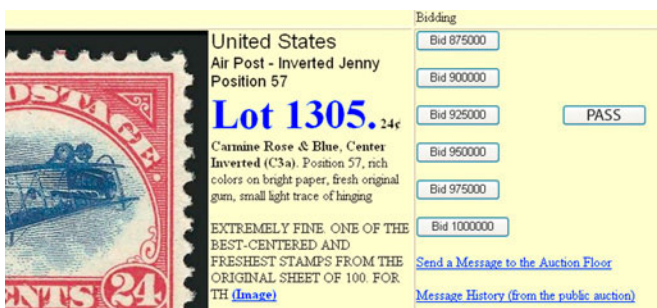 Bidding
United States
Air Post - Inverted Jenny
Position 57
Lot 1305. 24¢
Carmine Rose & Blue, Center
Inverted (C3a). Position 57, rich
colors on bright paper, fresh original
gum, small light trace of hinging
EXTREMELY FINE. ONE OF THE
BEST-CENTERED AND
FRESHEST STAMPS FROM THE
ORIGINAL SHEET OF 100. FOR
TH (Image)
Bid 875000
Bid 900000
Bid 925000
PASS
Bid 950000
Bid 975000
Bid 1000000
Send a Message to the Auction Floor
Message History (from the public auction)
POSTAGE
ENTS 24